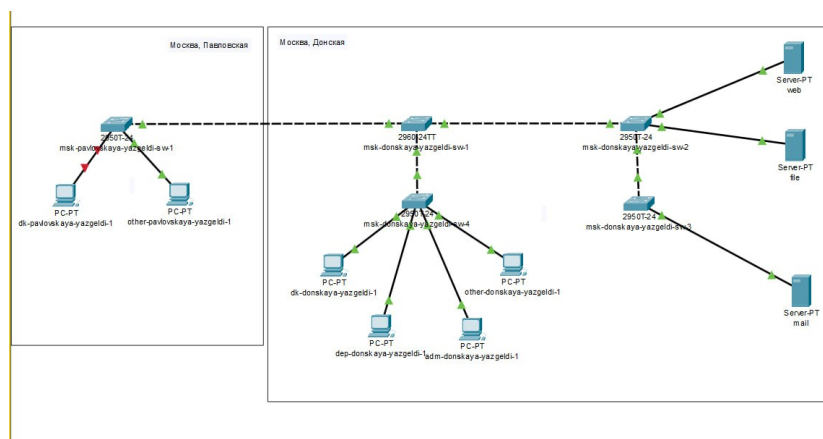 Москва, Павловская
Москва, Донская
Server-PT
web
2950T-24
msk-pavlovskaya-yazgeldi-sw-1
2960-24TT
msk-donskaya-yazgeldi-sw-1
2950T-24
msk-donskaya-yazgeldi-sw-2
Server-PT
file
PC-PT
dk-pavlovskaya-yazgeldi-1
PC-PT
other-pavlovskaya-yazgeldi-1
2950T-24
msk-donskaya-yazgeldi-sw-4
2950T-24
msk-donskaya-yazgeldi-sw-3
PC-PT
dk-donskaya-yazgeldi-1
PC-PT
other-donskaya-yazgeldi-1
PC-PT
dep-donskaya-yazgeldi-1
PC-PT
adm-donskaya-yazgeldi-1
Server-PT
mail